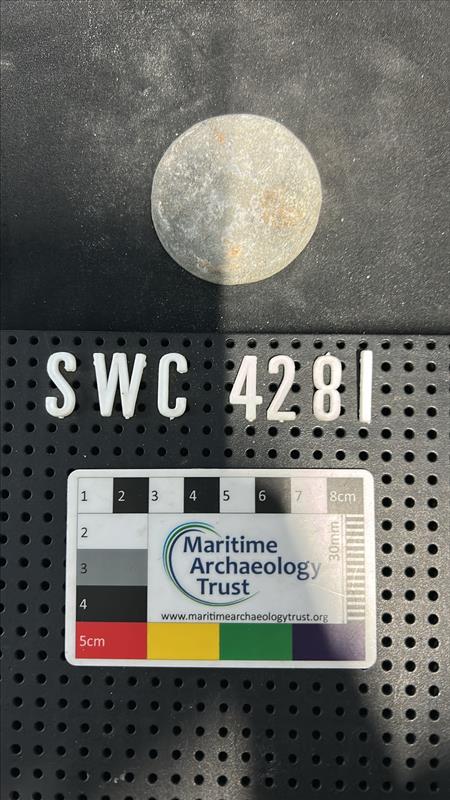 SWC 4281
1 2 3 4 5 6 7 8cm
2
3
4
5cm
30mm
Maritime
Archaeology
Trust
www.maritimearchaeologytrust.org